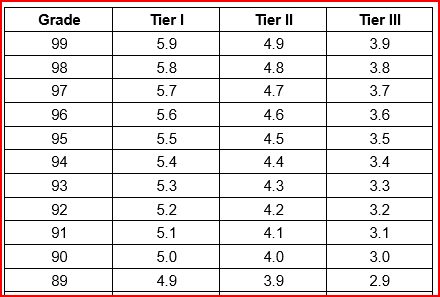 Grade Tier I Tier II Tier III
99 5.9 4.9 3.9
98 5.8 4.8 3.8
97 5.7 4.7 3.7
96 5.6 4.6 3.6
95 5.5 4.5 3.5
94 5.4 4.4 3.4
93 5.3 4.3 3.3
92 5.2 4.2 3.2
91 5.1 4.1 3.1
90 5.0 4.0 3.0
89 4.9 3.9 2.9